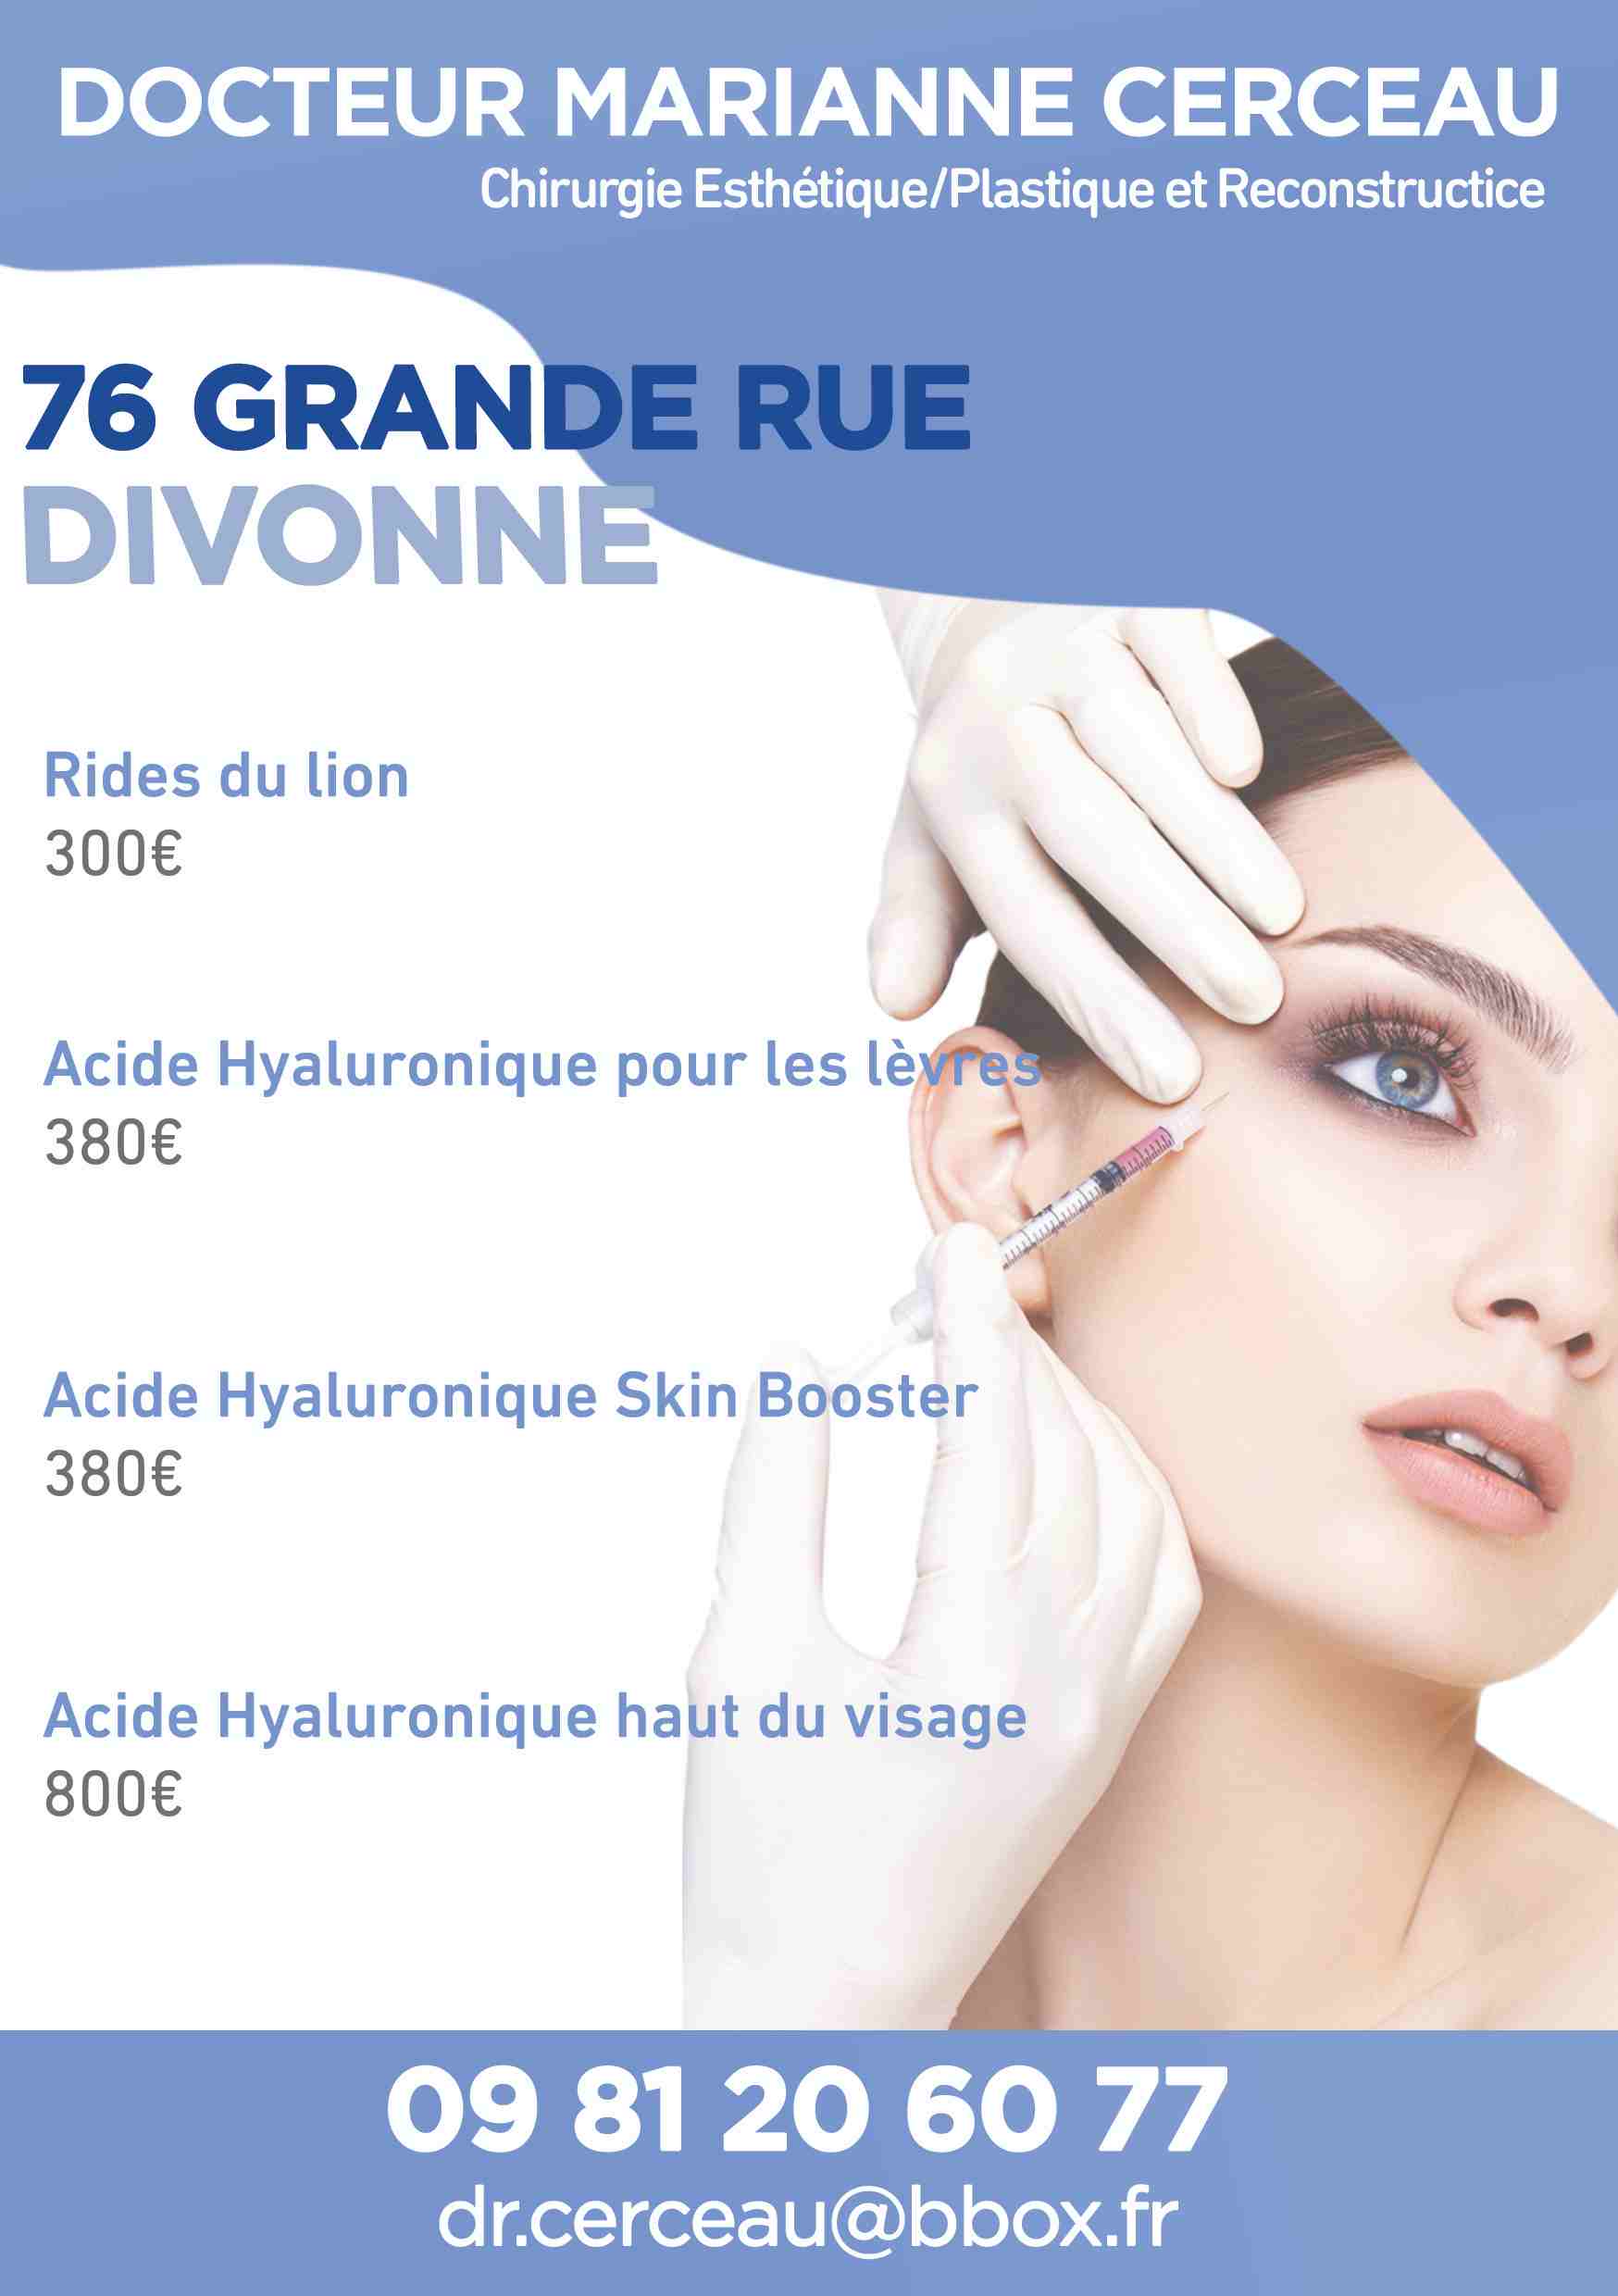 DOCTEUR MARIANNE CERCEAU
Chirurgie Esthétique/Plastique et Reconstructice
76 GRANDE RUE
DIVONNE
Rides du lion
300€
Acide Hyaluronique pour les lèvres
380€
Acide Hyaluronique Skin Booster
380€
Acide Hyaluronique haut du visage
800€
09 81 20 60 77
dr.cerceau@bbox.fr